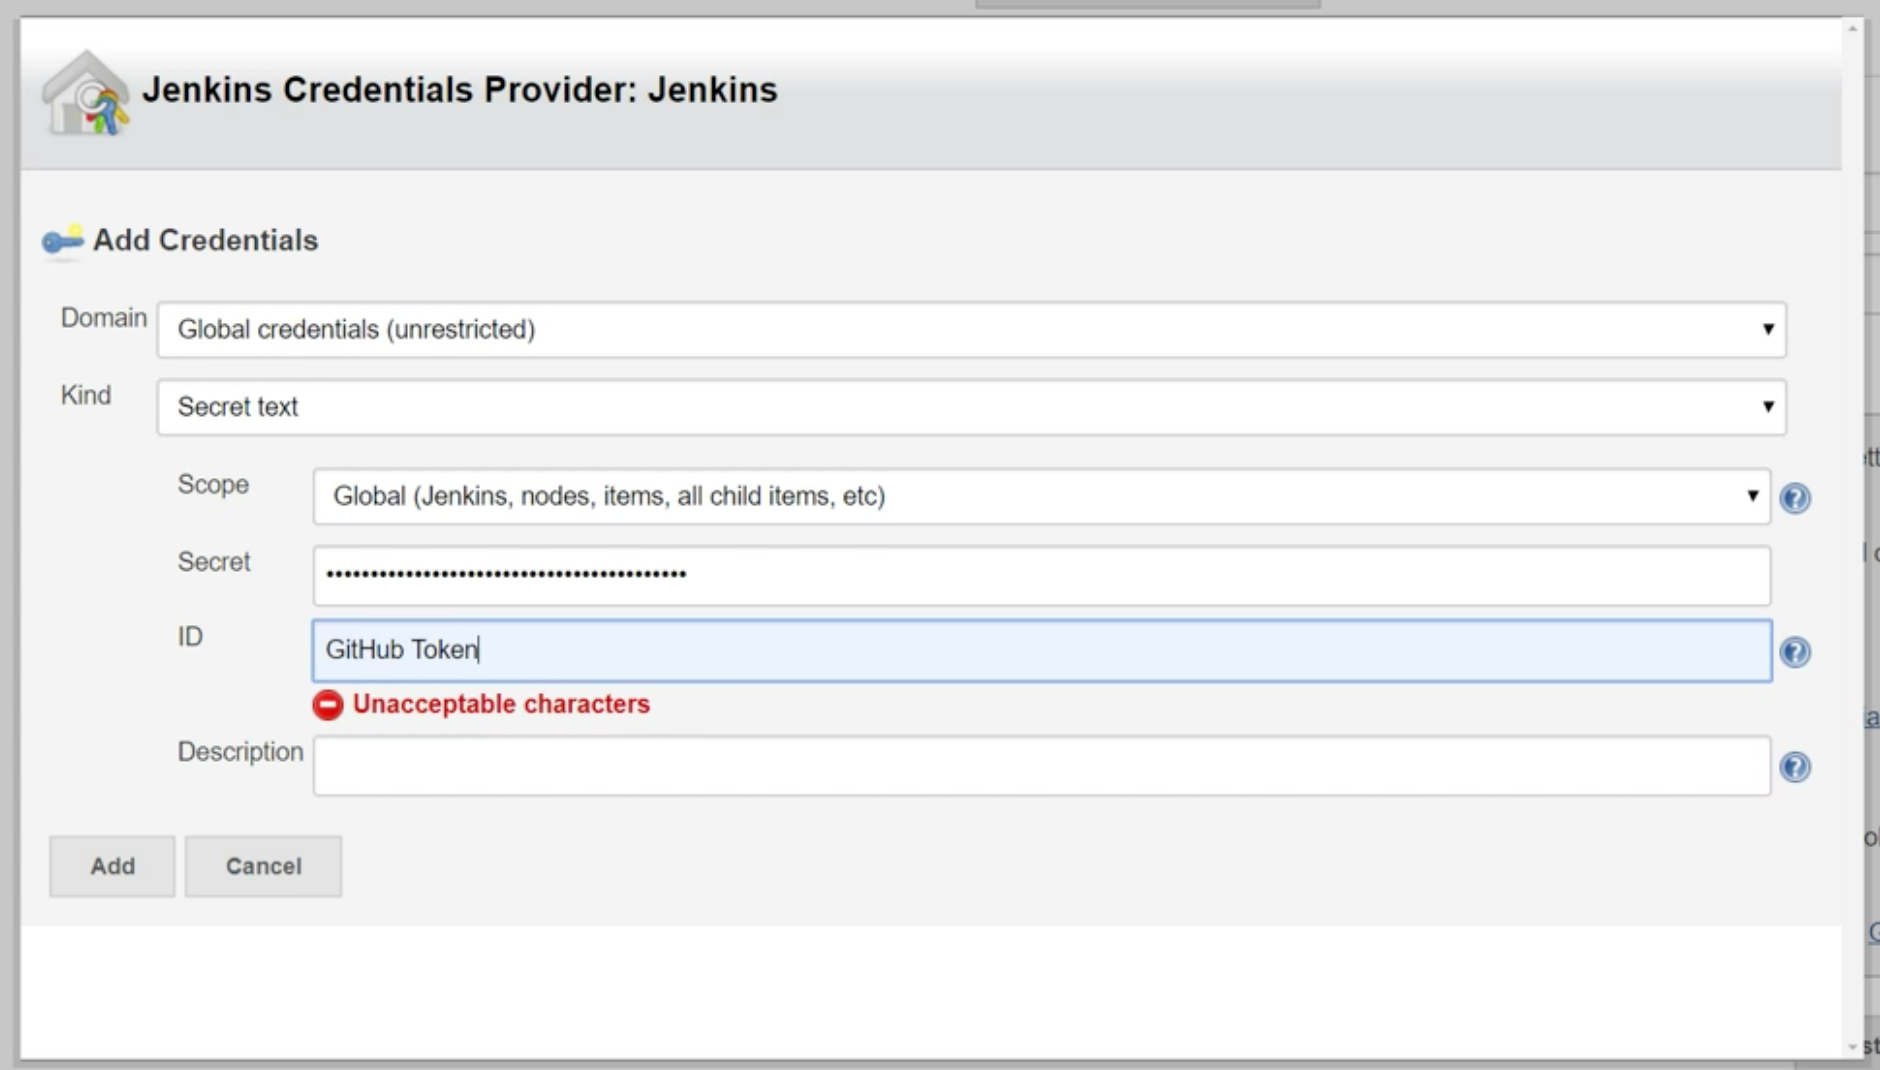 Jenkins Credentials Provider: Jenkins
Add Credentials
Domain
Global credentials (unrestricted)
Kind
Secret text
Scope
Global (Jenkins, nodes, items, all child items, etc)
Secret
ID
GitHub Token
Unacceptable characters
Description
Add
Cancel